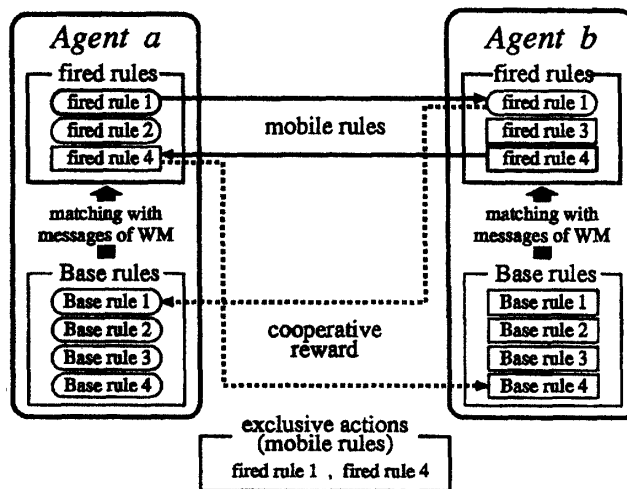 Agent a
fired rules
fired rule 1
fired rule 2
fired rule 4
matching with
messages of WM
Base rules
Base rule 1
Base rule 2
Base rule 3
Base rule 4
mobile rules
cooperative
reward
Agent b
fired rules
fired rule 1
fired rule 3
fired rule 4
matching with
messages of WM
Base rules
Base rule 1
Base rule 2
Base rule 3
Base rule 4
exclusive actions
(mobile rules)
fired rule 1 , fired rule 4